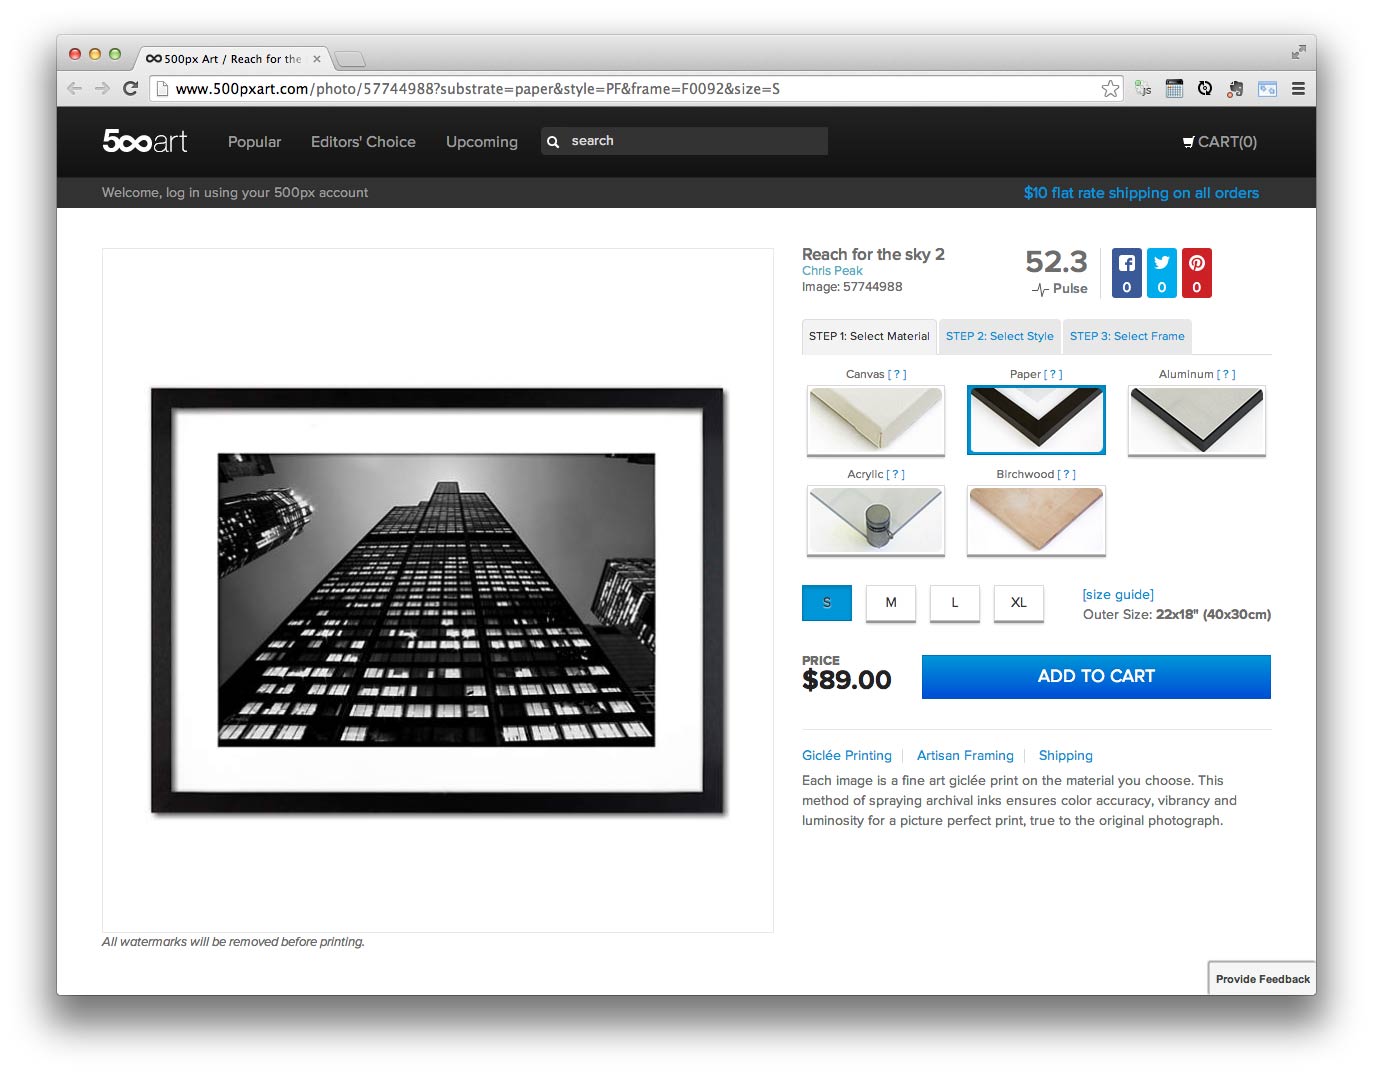 500px Art / Reach for the
www.500pxart.com/photo/57744988?substrate=paper&style=PF&frame=F0092&size=S
js
500art
Popular
Editors' Choice
Upcoming
search
CART(0)
Welcome, log in using your 500px account
$10 flat rate shipping on all orders
Reach for the sky 2
Chris Peak
Image: 57744988
52.3
Pulse
0
0
0
STEP 1: Select Material
STEP 2: Select Style
STEP 3: Select Frame
Canvas [ ? ]
Paper [ ? ]
Aluminum [ ? ]
Acrylic [ ? ]
Birchwood [ ? ]
S
M
L
XL
[size guide]
Outer Size: 22x18" (40x30cm)
PRICE
$89.00
ADD TO CART
Giclée Printing
Artisan Framing
Shipping
Each image is a fine art giclée print on the material you choose. This
method of spraying archival inks ensures color accuracy, vibrancy and
luminosity for a picture perfect print, true to the original photograph.
All watermarks will be removed before printing.
Provide Feedback